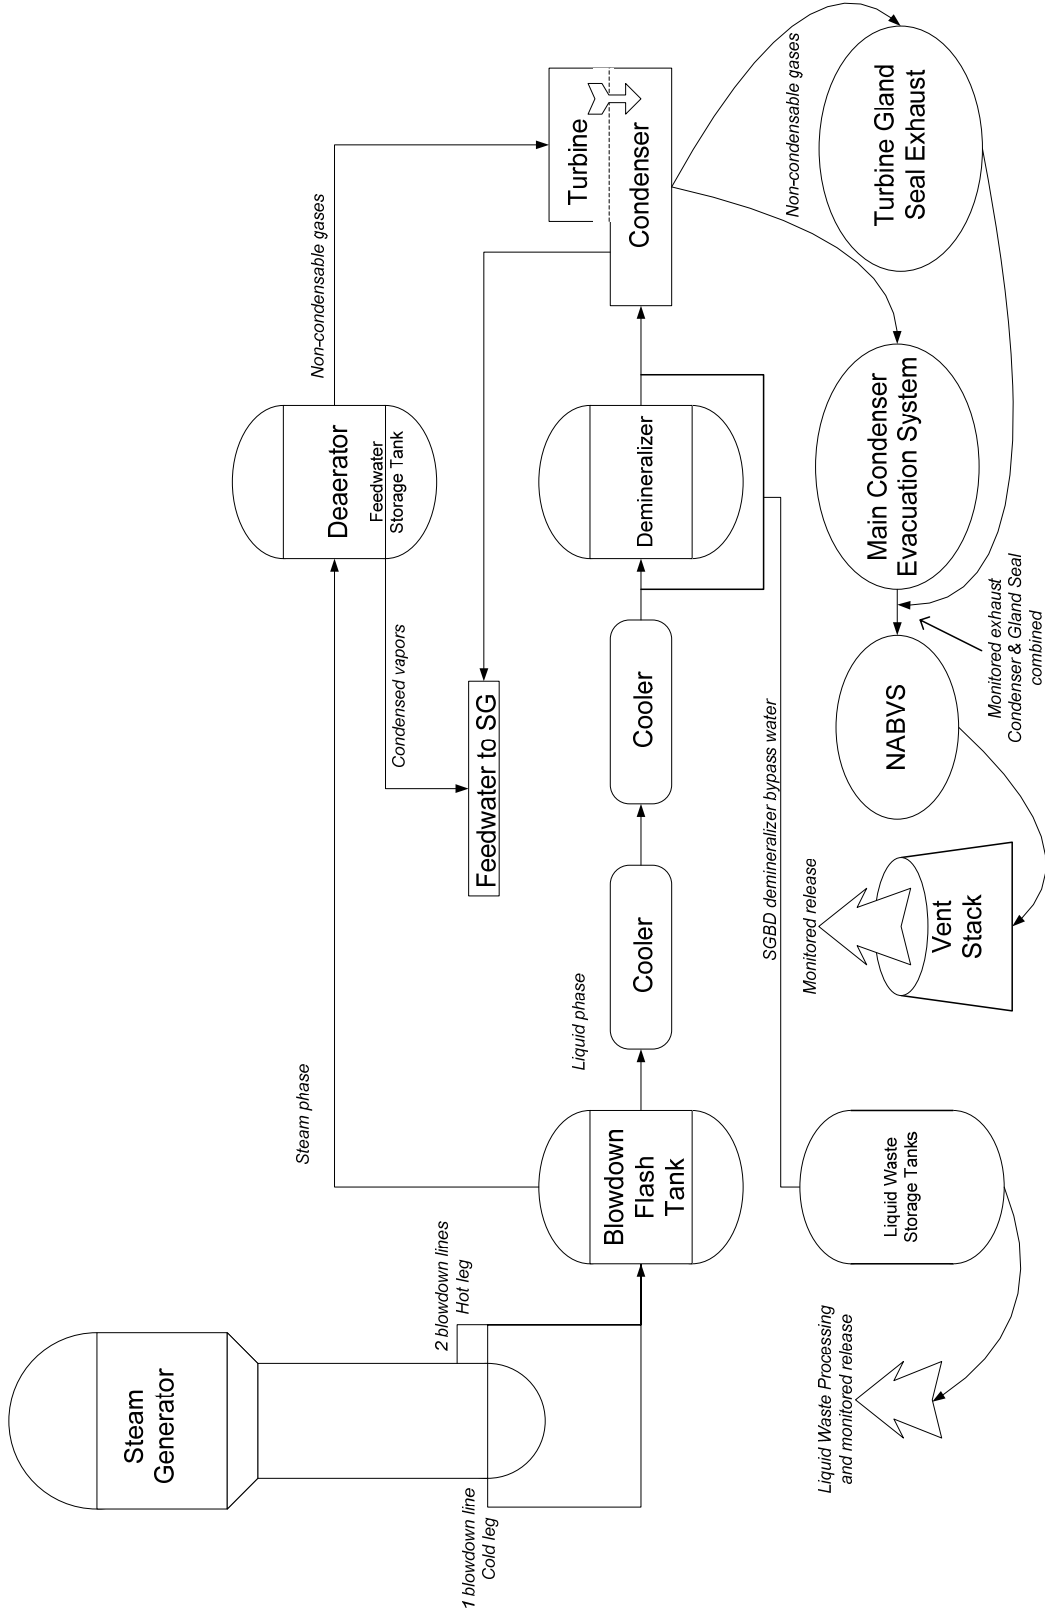 Steam
Generator
1 blowdown line
Cold leg
2 blowdown lines
Hot leg
Steam phase
Blowdown
Flash
Tank
Liquid phase
Cooler
Cooler
Demineralizer
Deaerator
Feedwater
Storage Tank
Condensed vapors
Feedwater to SG
Non-condensable gases
Turbine
Condenser
Non-condensable gases
Turbine Gland
Seal Exhaust
Main Condenser
Evacuation System
Monitored exhaust
Condenser & Gland Seal
combined
NABVS
Vent
Stack
Monitored release
SGBD demineralizer bypass water
Liquid Waste
Storage Tanks
Liquid Waste Processing
and monitored release